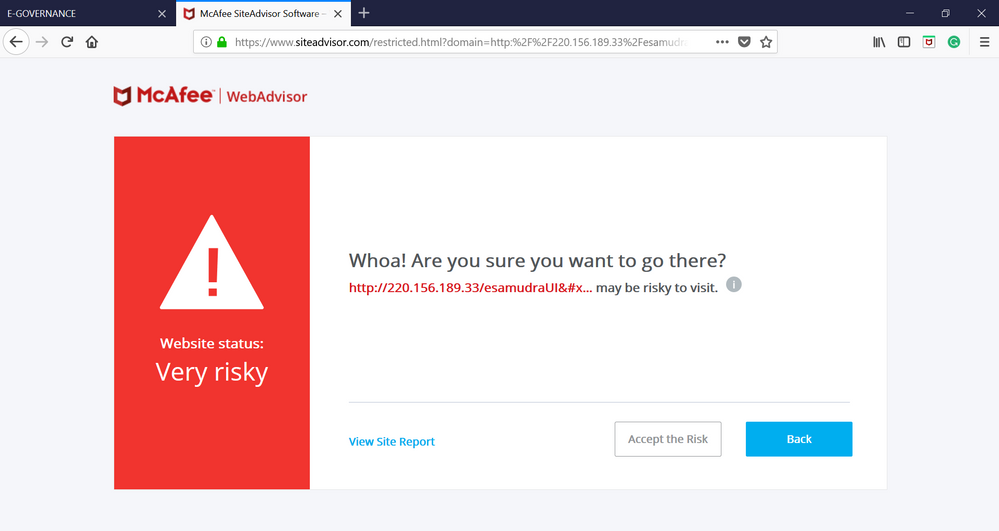 E-GOVERNANCE
McAfee SiteAdvisor Software -
https://www.siteadvisor.com/restricted.html?domain=http:%2F%2F220.156.189.33%2Fesamudra
McAfee | WebAdvisor
Whoa! Are you sure you want to go there?
http://220.156.189.33/esamudraUI&#x... may be risky to visit.
Website status:
Very risky
View Site Report
Accept the Risk
Back